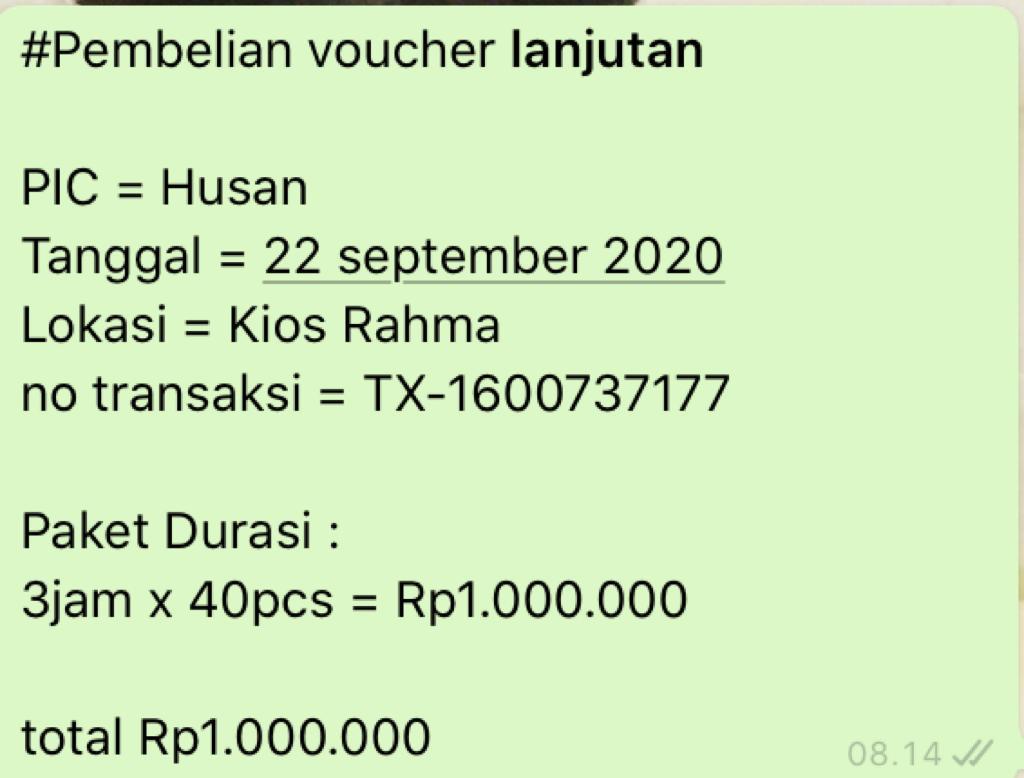 #Pembelian voucher lanjutan
PIC = Husan
Tanggal = 22 september 2020
Lokasi = Kios Rahma
no transaksi = TX-1600737177
Paket Durasi :
3jam x 40pcs = Rp1.000.000
total Rp1.000.000
08.14